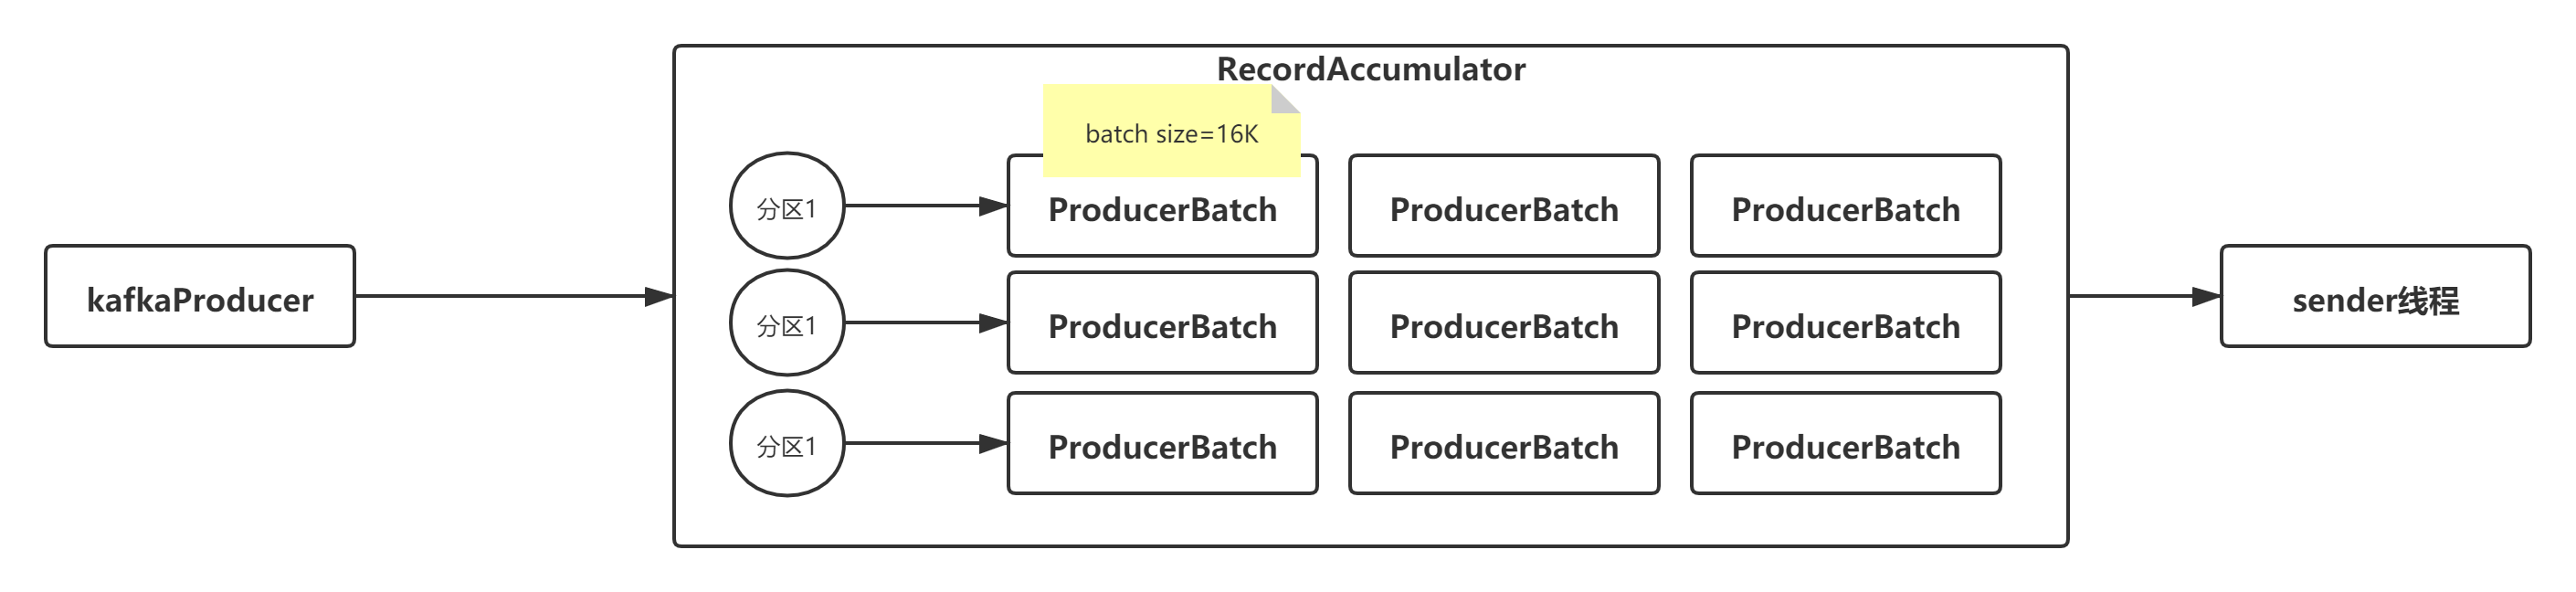 RecordAccumulator
batch size=16K
分区1
ProducerBatch
ProducerBatch
ProducerBatch
kafkaProducer
分区1
ProducerBatch
ProducerBatch
ProducerBatch
sender线程
分区1
ProducerBatch
ProducerBatch
ProducerBatch